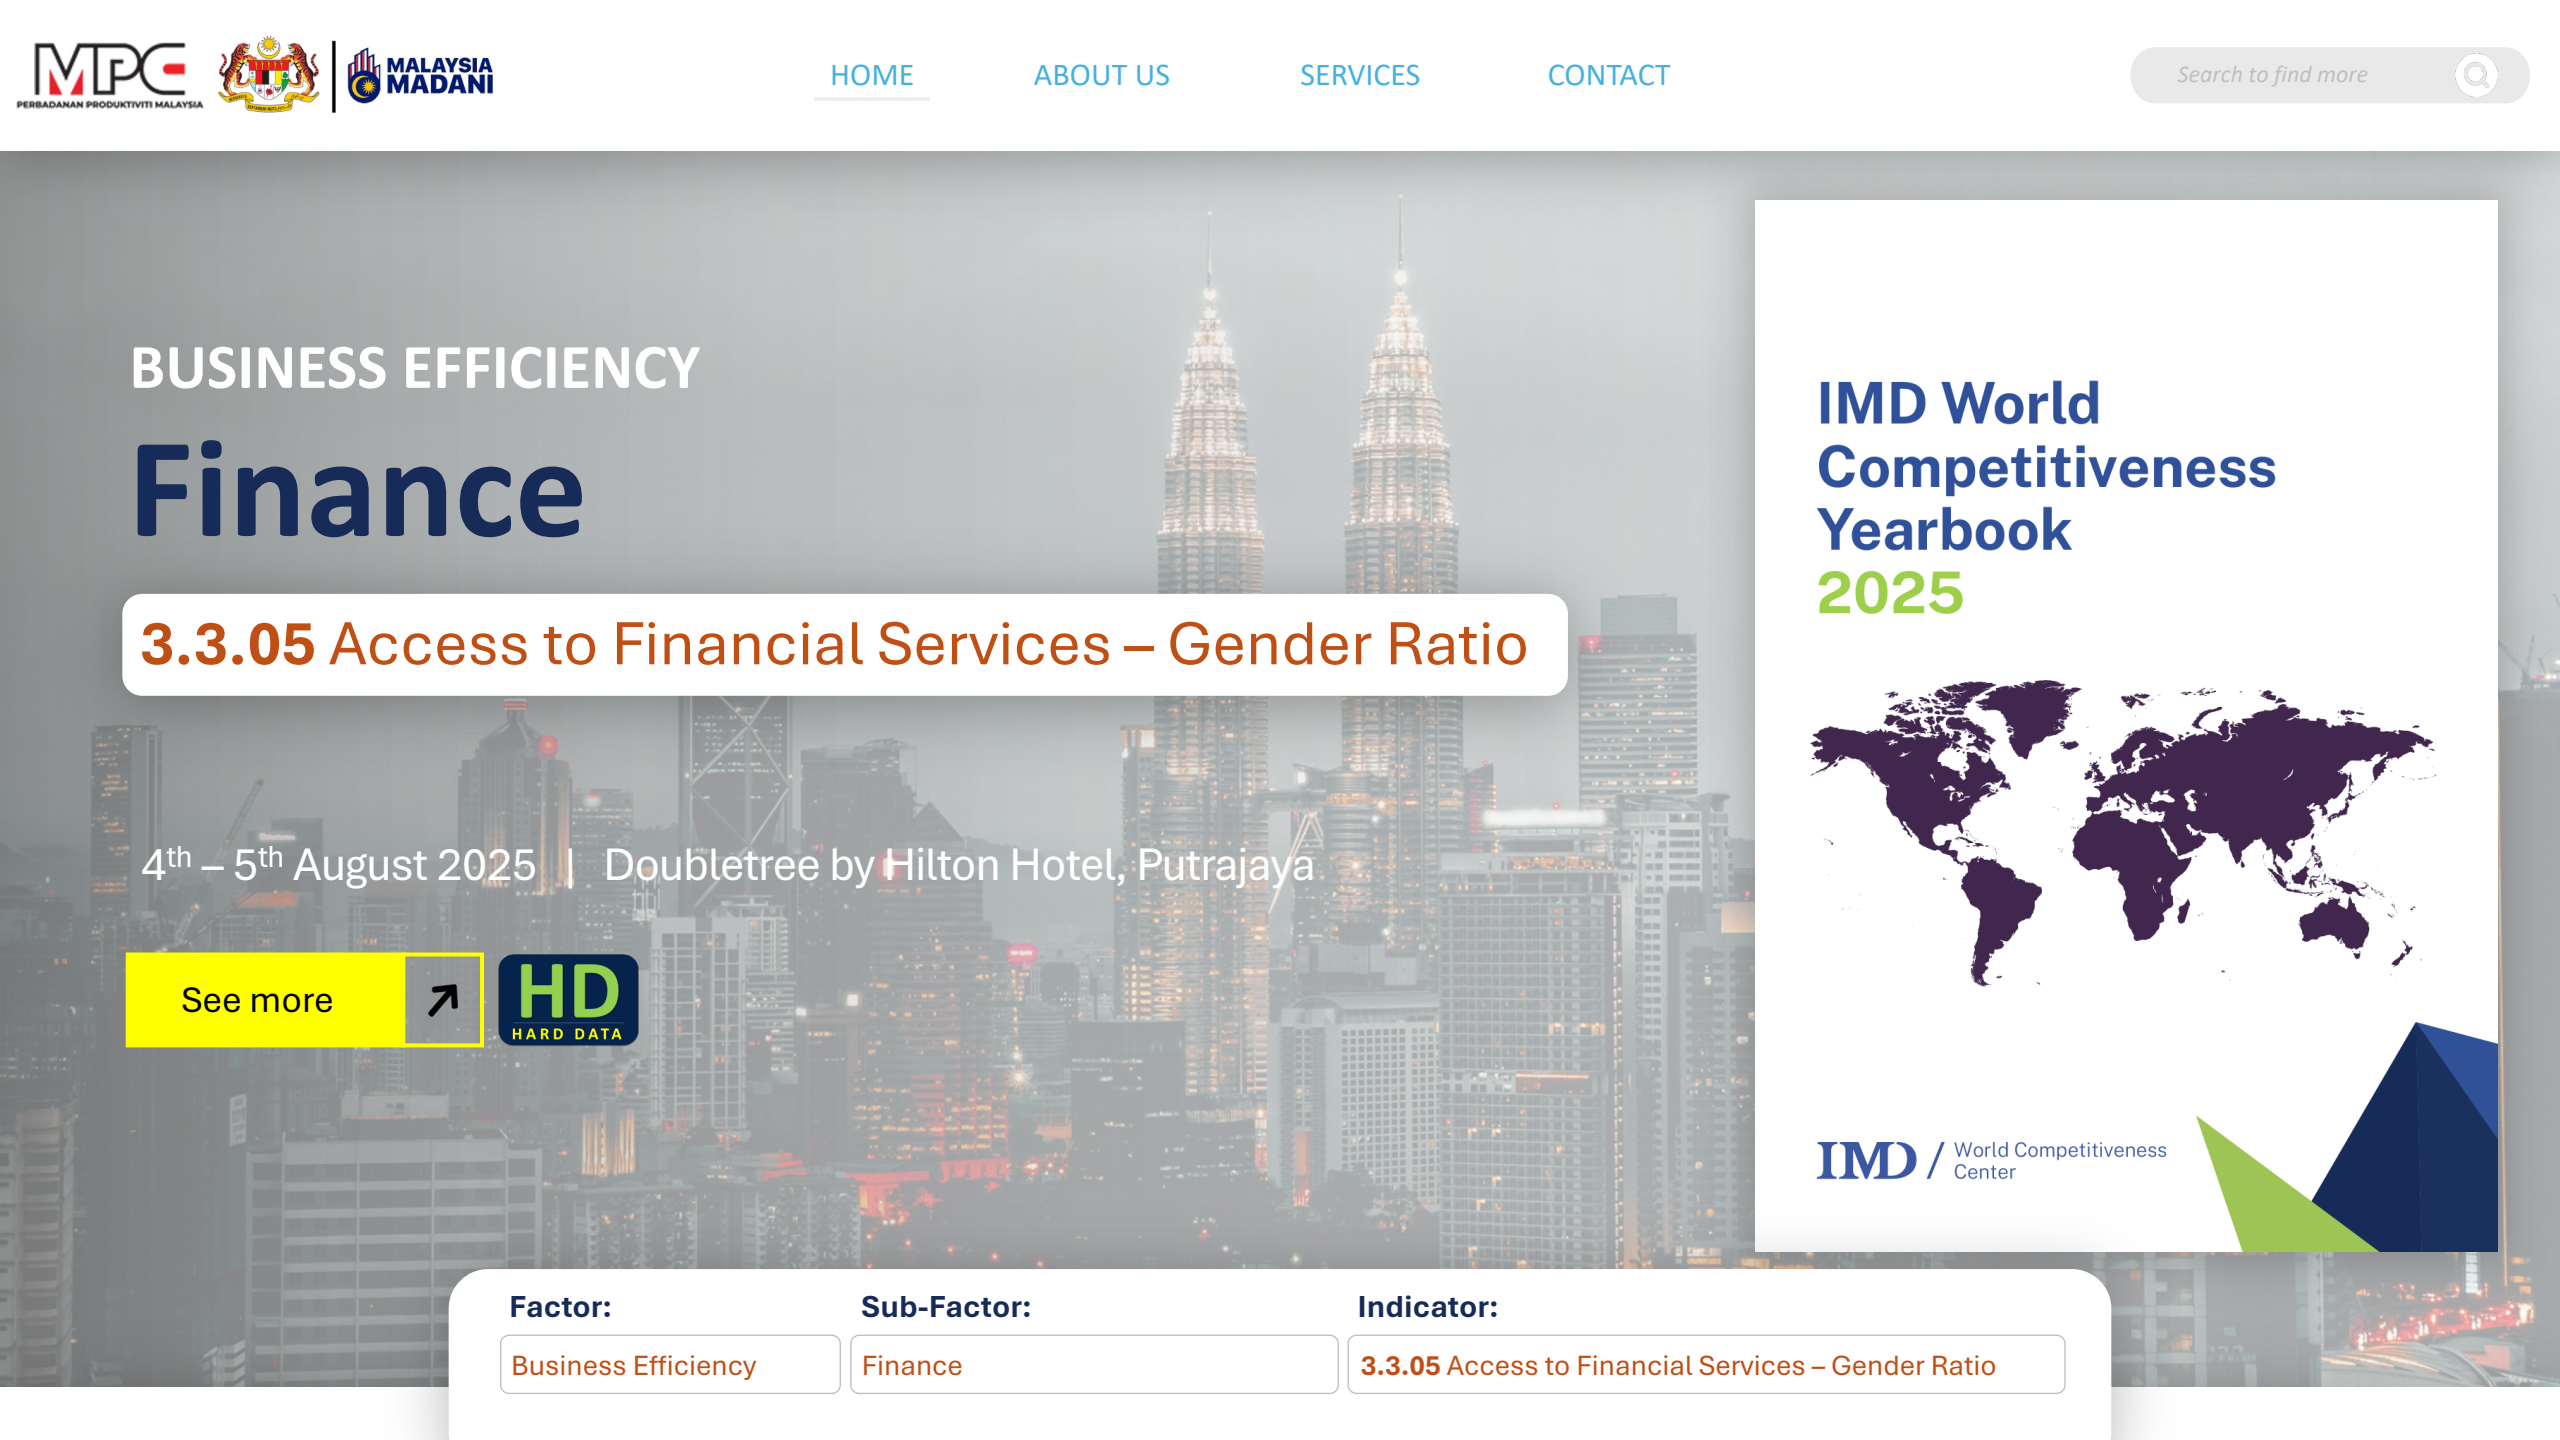 MPC
PERBADANAN PRODUKTIVITI MALAYSIA
MALAYSIA
MADANI
HOME
ABOUT US
SERVICES
CONTACT
Search to find more
BUSINESS EFFICIENCY
Finance
3.3.05 Access to Financial Services – Gender Ratio
4th – 5th August 2025 | Doubletree by Hilton Hotel, Putrajaya
See more
HD
HARD DATA
IMD World
Competitiveness
Yearbook
2025
IMD / World Competitiveness
Center
Factor:
Sub-Factor:
Indicator:
Business Efficiency
Finance
3.3.05 Access to Financial Services – Gender Ratio